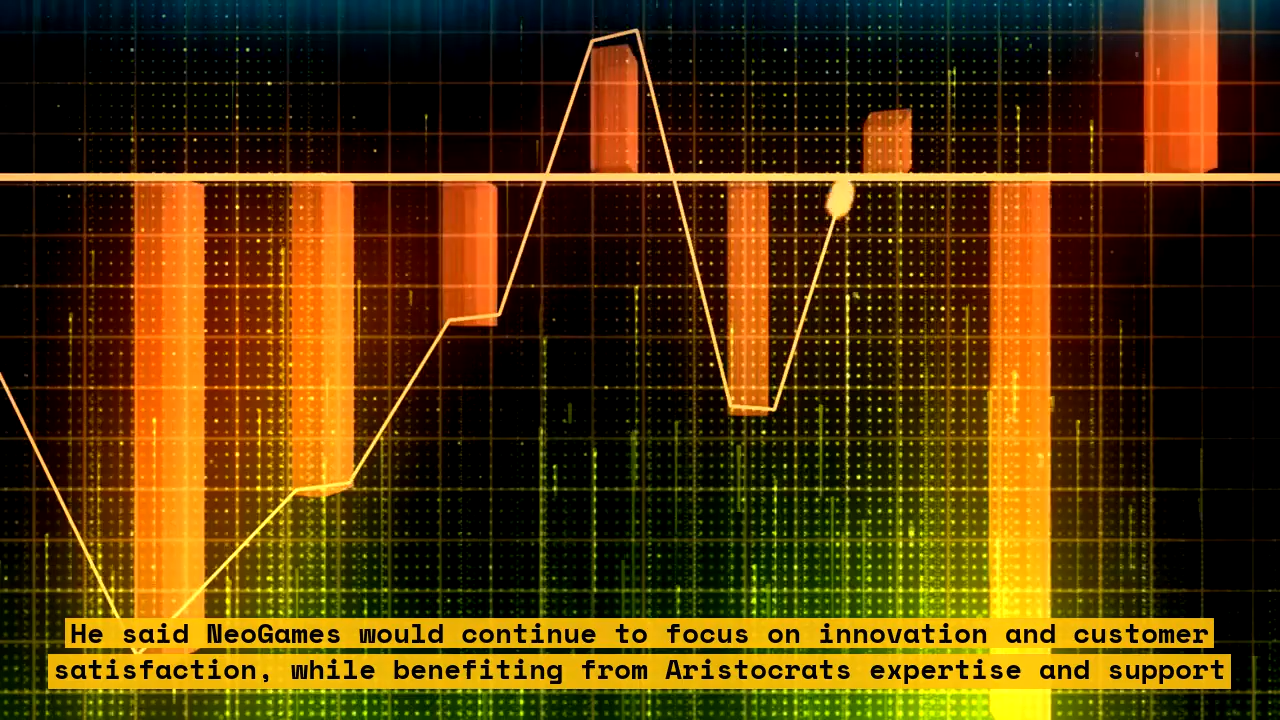 He said NeoGames would continue to focus on innovation and customer
satisfaction, while benefiting from Aristocrats expertise and support